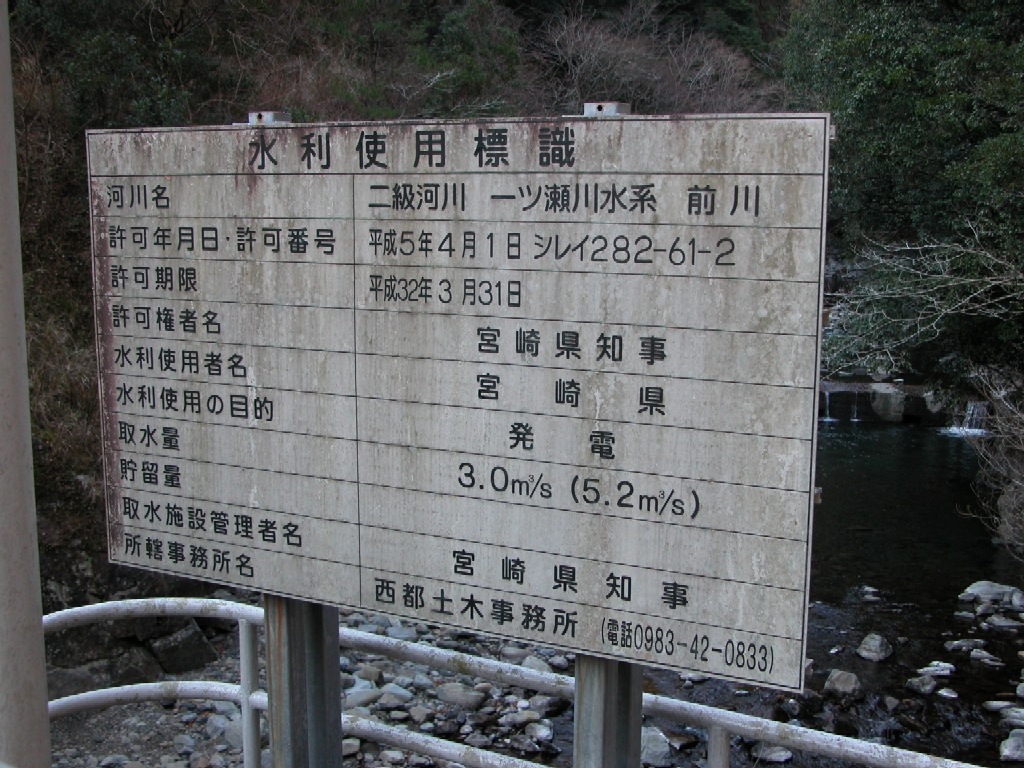 水利使用標識
河川名 二級河川 一ツ瀬川水系 前川
許可年月日・許可番号 平成5年4月1日 シレイ282-61-2
許可期限 平成32年3月31日
許可権者名 宮崎県知事
水利使用者名 宮崎県
水利使用の目的 発電
取水量 3.0m³/s (5.2m³/s)
貯留量
取水施設管理者名 宮崎県知事
所轄事務所名 西都土木事務所 (電話0983-42-0833)